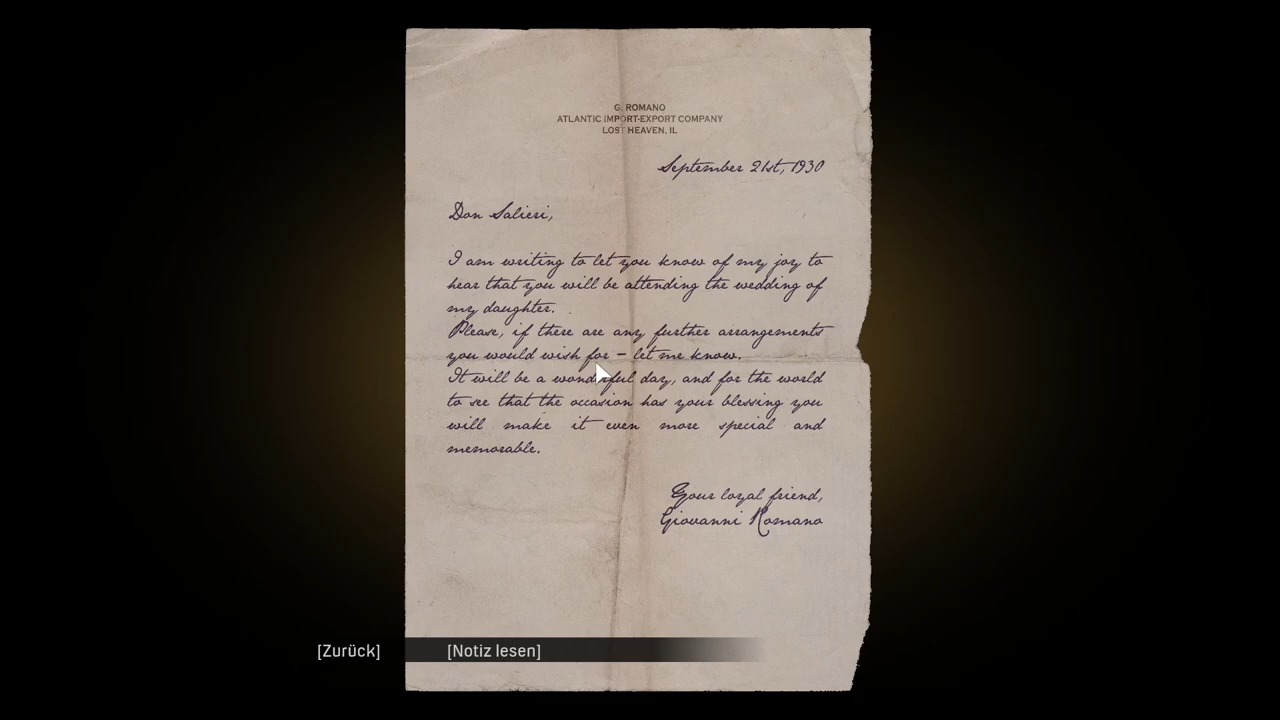 G. ROMANO
ATLANTIC IMPORT-EXPORT COMPANY
LOST HEAVEN, IL
September 21st, 1930
Don Salieri,
I am writing to let you know of my joy to
hear that you will be attending the wedding of
my daughter.
Please, if there are any further arrangements
you would wish for – let me know.
It will be a wonderful day, and for the world
to see that the occasion has your blessing you
will make it even more special and
memorable.
Your loyal friend,
Giovanni Romano
[Zurück] [Notiz lesen]